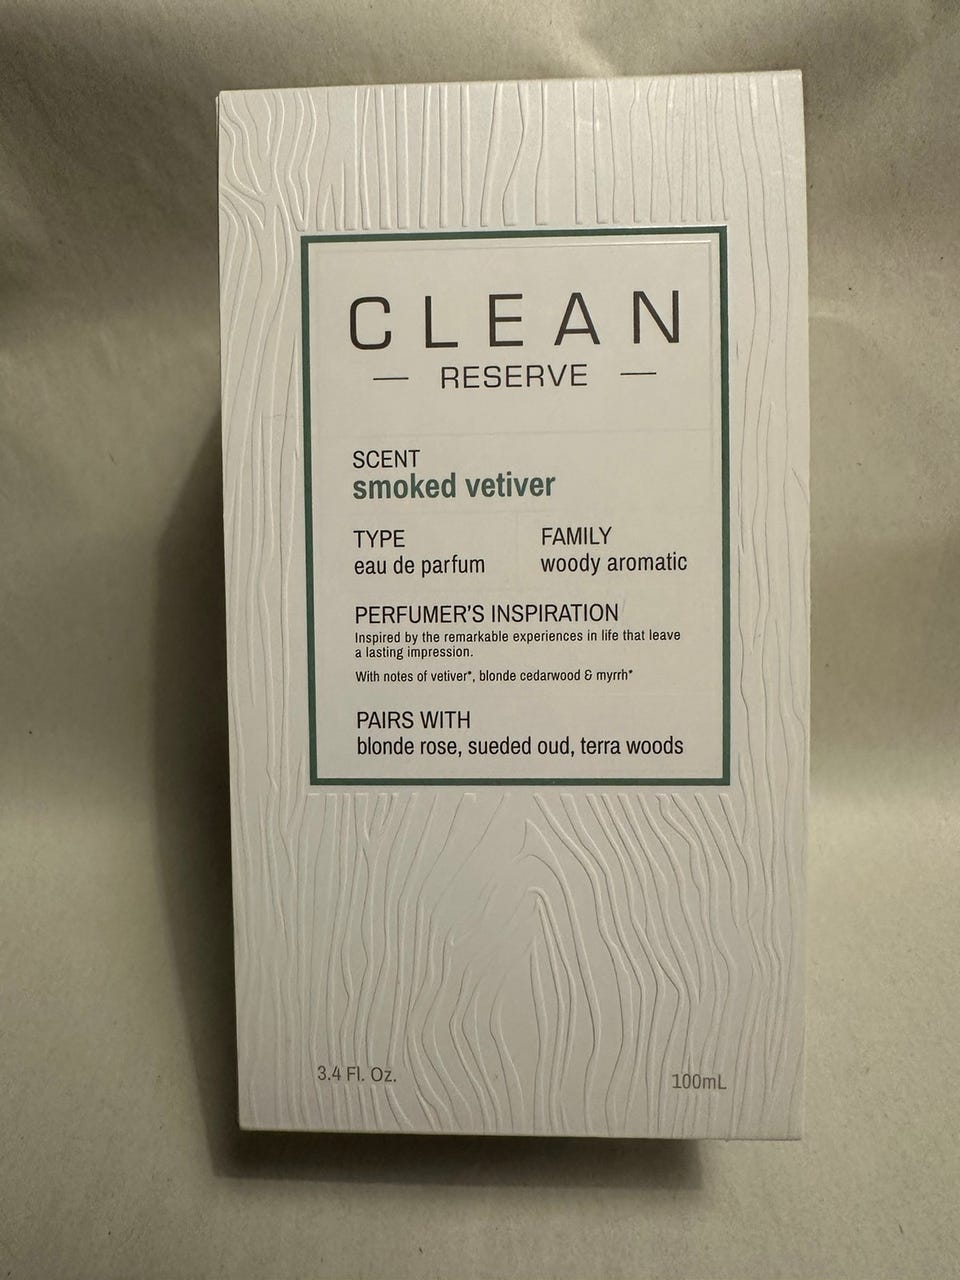 CLEAN
— RESERVE —
SCENT
smoked vetiver
TYPE
eau de parfum
FAMILY
woody aromatic
PERFUMER'S INSPIRATION
Inspired by the remarkable experiences in life that leave
a lasting impression.
With notes of vetiver*, blonde cedarwood & myrrh*
PAIRS WITH
blonde rose, sueded oud, terra woods
3.4 Fl. Oz.
100mL